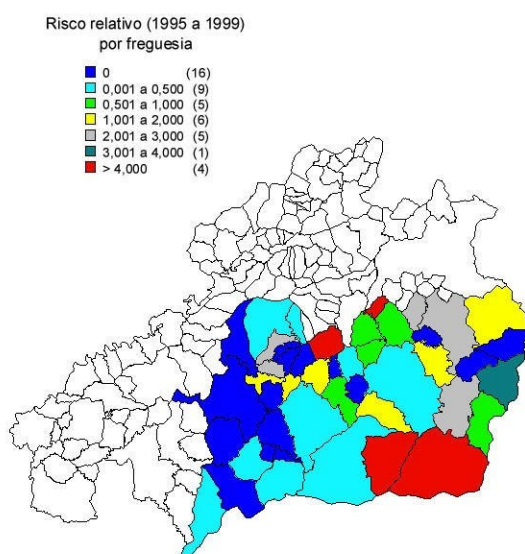 Risco relativo (1995 a 1999)
por freguesia
0 (16)
0,001 a 0,500 (9)
0,501 a 1,000 (5)
1,001 a 2,000 (6)
2,001 a 3,000 (5)
3,001 a 4,000 (1)
> 4,000 (4)